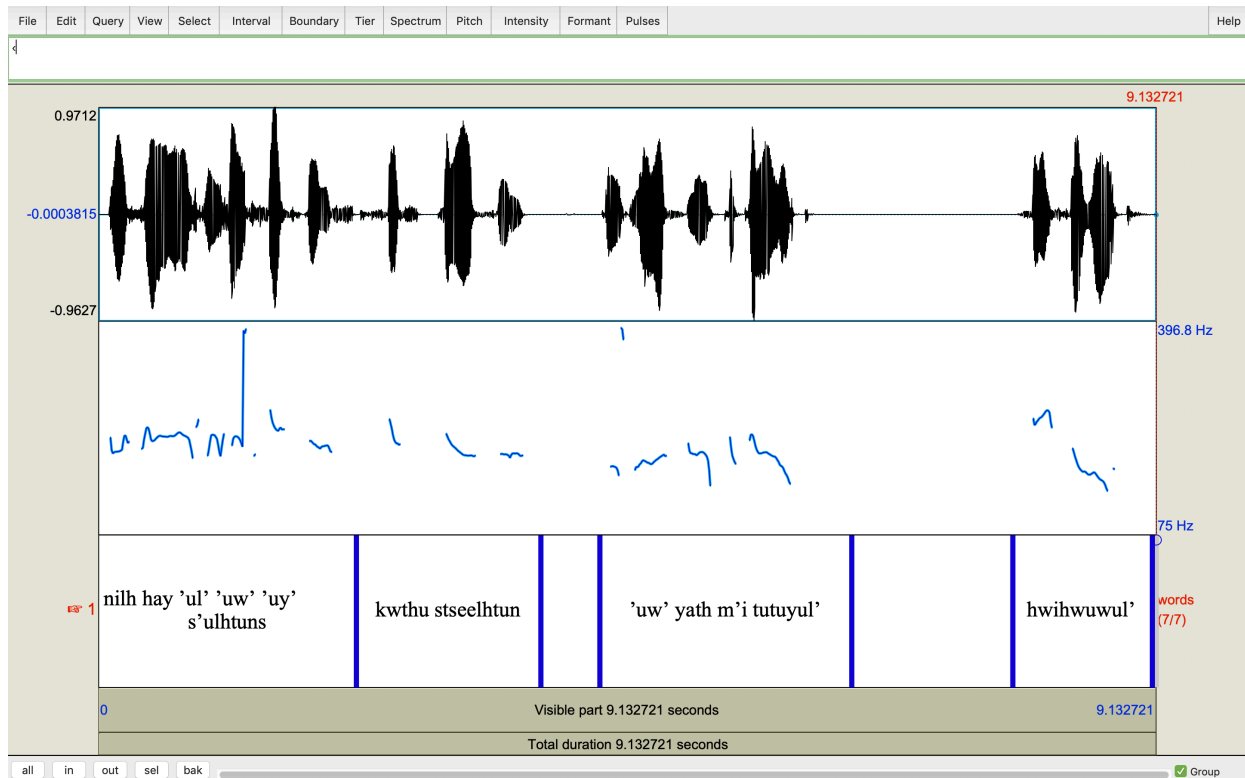 File Edit Query View Select Interval Boundary Tier Spectrum Pitch Intensity Formant Pulses Help
9.132721
0.9712
-0.0003815
-0.9627
396.8 Hz
75 Hz
1
nilh hay ’ul’ ’uw’ ’uy’
s’ulhtuns
kwthu stseelhtun
’uw’ yath m’i tutuyul’
hwihwuwul’
words
(7/7)
0 Visible part 9.132721 seconds 9.132721
Total duration 9.132721 seconds
all in out sel bak Group